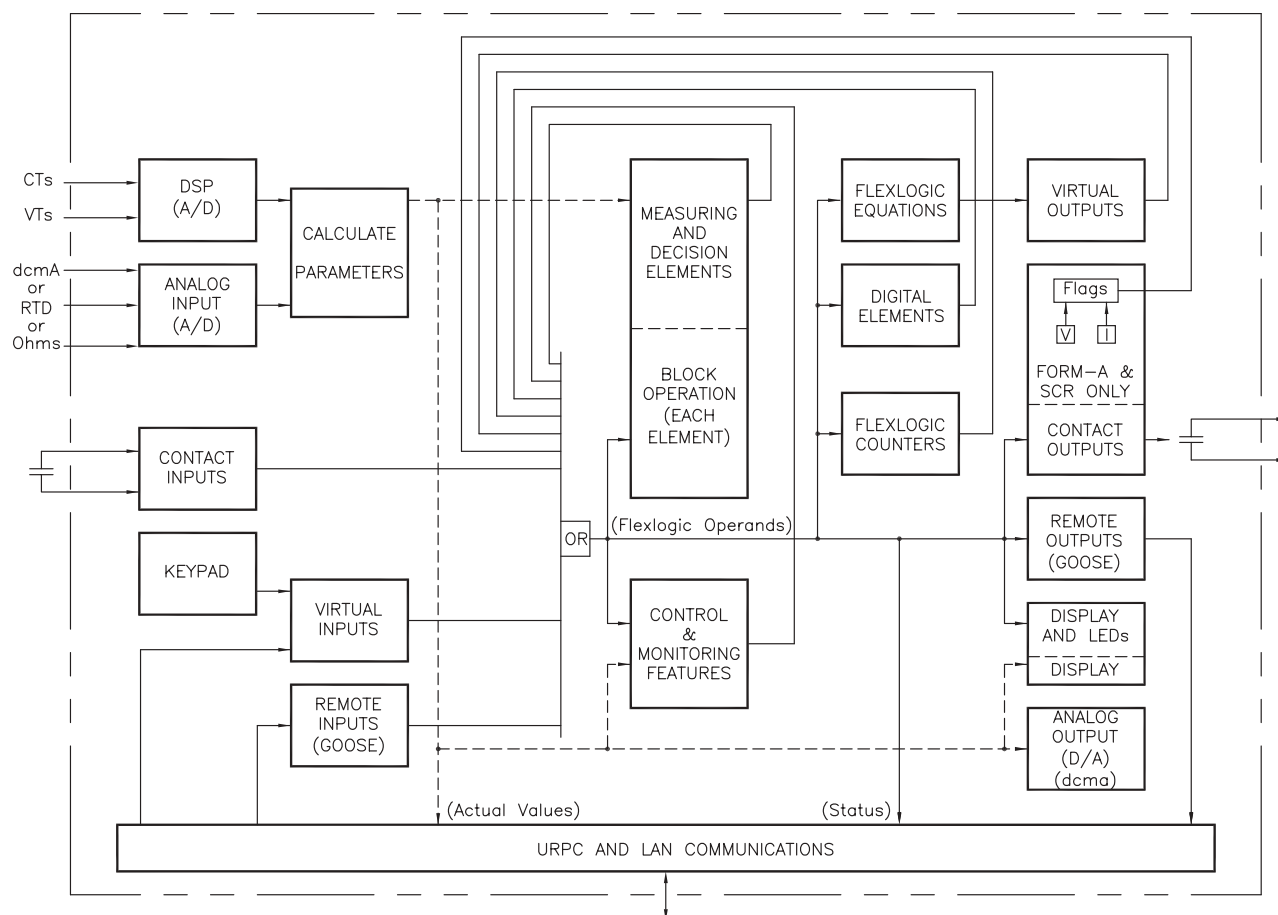 CTs
VTs
dcmA
or
RTD
or
Ohms
DSP
(A/D)
ANALOG
INPUT
(A/D)
CALCULATE
PARAMETERS
CONTACT
INPUTS
KEYPAD
VIRTUAL
INPUTS
REMOTE
INPUTS
(GOOSE)
OR
MEASURING
AND
DECISION
ELEMENTS
BLOCK
OPERATION
(EACH
ELEMENT)
(Flexlogic Operands)
CONTROL
&
MONITORING
FEATURES
FLEXLOGIC
EQUATIONS
DIGITAL
ELEMENTS
FLEXLOGIC
COUNTERS
VIRTUAL
OUTPUTS
Flags
V
I
FORM-A &
SCR ONLY
CONTACT
OUTPUTS
REMOTE
OUTPUTS
(GOOSE)
DISPLAY
AND LEDs
DISPLAY
ANALOG
OUTPUT
(D/A)
(dcma)
(Actual Values)
(Status)
URPC AND LAN COMMUNICATIONS